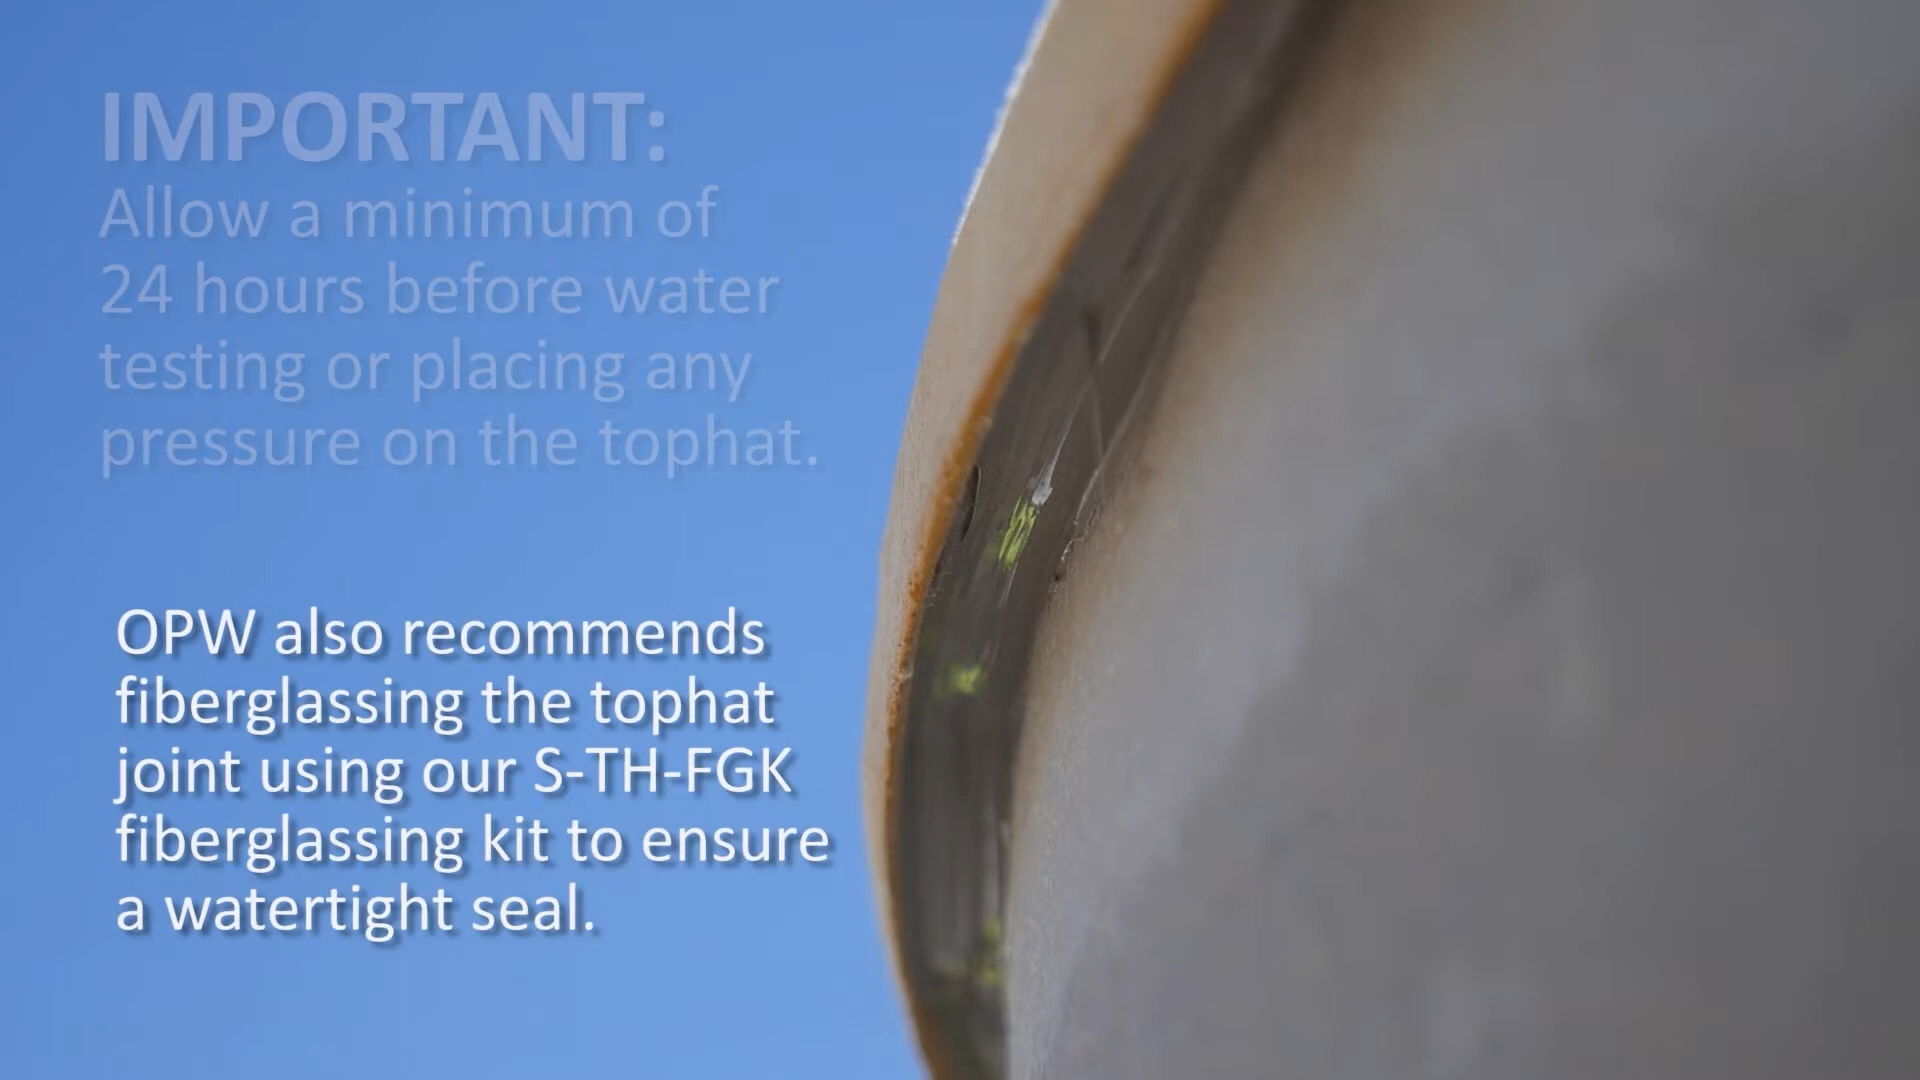 IMPORTANT:
Allow a minimum of
24 hours before water
testing or placing any
pressure on the tophat.
OPW also recommends
fiberglassing the tophat
joint using our S-TH-FGK
fiberglassing kit to ensure
a watertight seal.